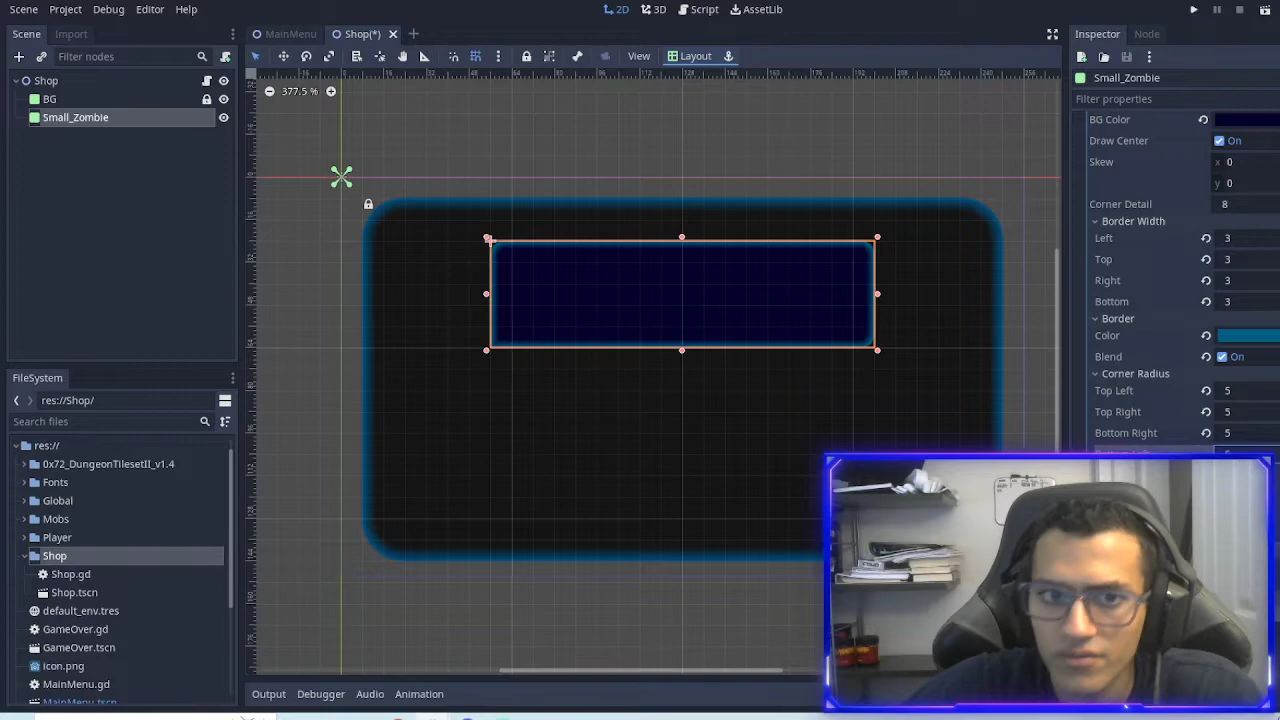 Scene Project Debug Editor Help
2D 3D Script AssetLib
Scene Import
MainMenu Shop(*)
Inspector Node
Filter nodes
View Layout
Small_Zombie
Filter properties
Shop
BG
Small_Zombie
377.5 %
BG Color
Draw Center On
Skew x 0
y 0
Corner Detail 8
Border Width
Left 3
Top 3
Right 3
Bottom 3
Border
Color
Blend On
Corner Radius
Top Left 5
Top Right 5
Bottom Right 5
FileSystem
res://Shop/
Search files
res://
0x72_DungeonTilesetII_v1.4
Fonts
Global
Mobs
Player
Shop
Shop.gd
Shop.tscn
default_env.tres
GameOver.gd
GameOver.tscn
icon.png
MainMenu.gd
MainMenu.tscn
Output Debugger Audio Animation